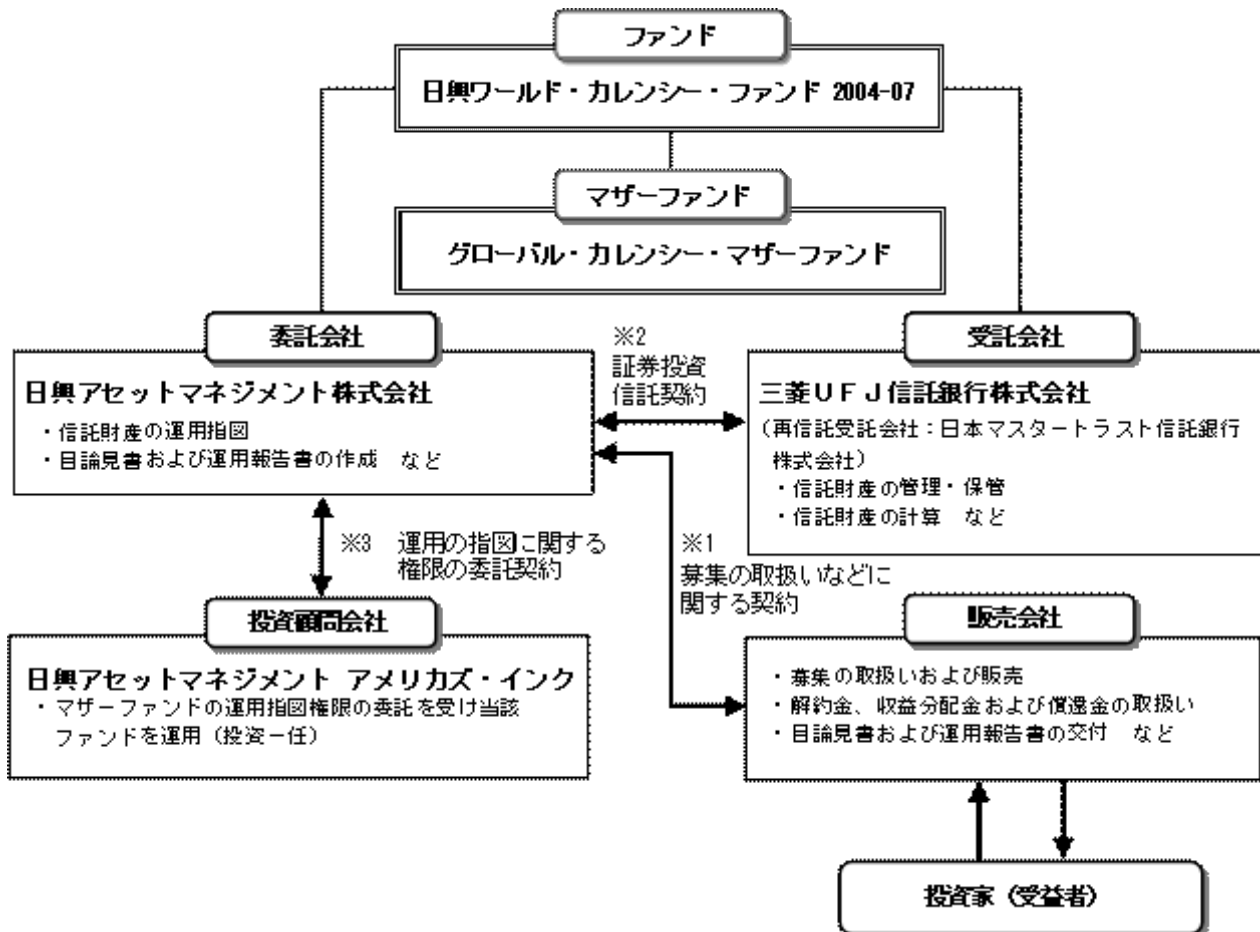 ファンド
日興ワールド・カレンシー・ファンド 2004-07
マザーファンド
グローバル・カレンシー・マザーファンド
委託会社
日興アセットマネジメント株式会社
・信託財産の運用指図
・目論見書および運用報告書の作成 など
※2
証券投資
信託契約
受託会社
三菱UFJ信託銀行株式会社
(再信託受託会社：日本マスタートラスト信託銀行
株式会社)
・信託財産の管理・保管
・信託財産の計算 など
※3 運用の指図に関する
権限の委託契約
※1
募集の取扱いなどに
関する契約
投資顧問会社
日興アセットマネジメント アメリカズ・インク
・マザーファンドの運用指図権限の委託を受け当該
ファンドを運用（投資一任）
販売会社
・募集の取扱いおよび販売
・解約金、収益分配金および償還金の取扱い
・目論見書および運用報告書の交付 など
投資家（受益者）